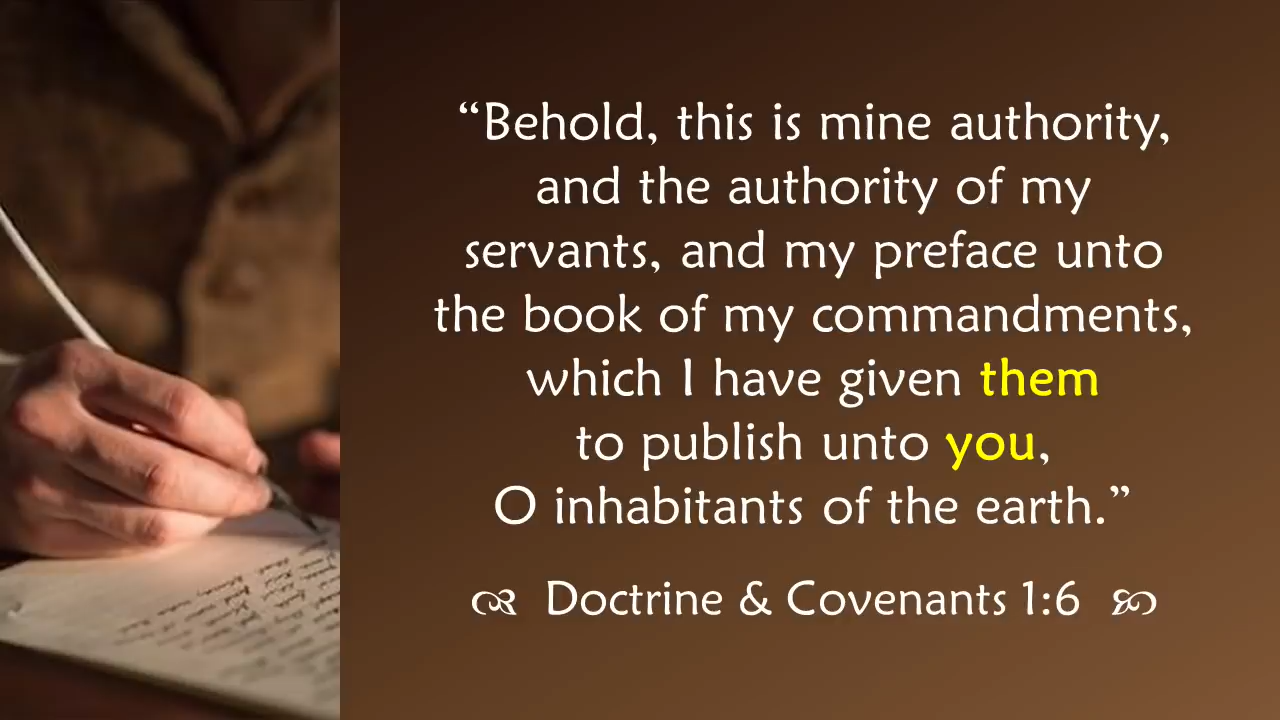 “Behold, this is mine authority,
and the authority of my
servants, and my preface unto
the book of my commandments,
which I have given them
to publish unto you,
O inhabitants of the earth.”
Doctrine & Covenants 1:6